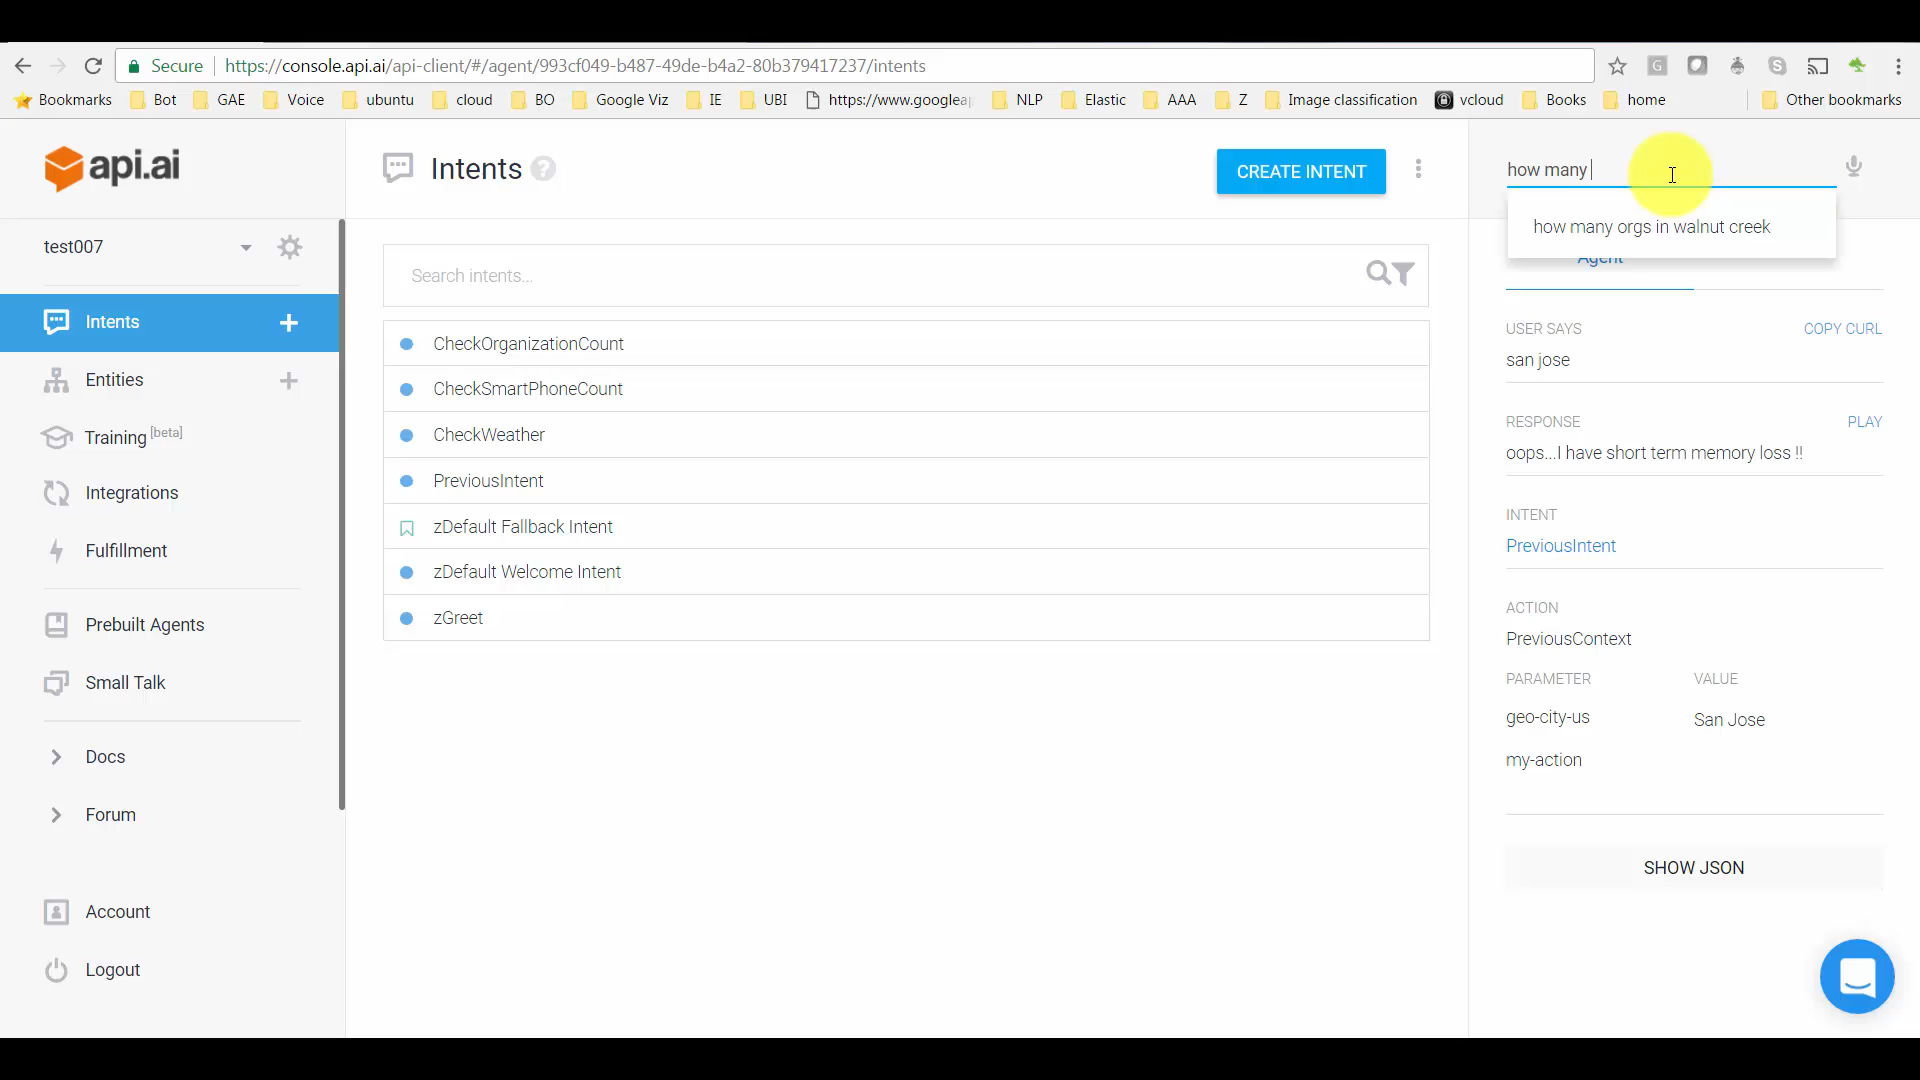 Secure https://console.api.ai/api-client/#/agent/993cf049-b487-49de-b4a2-80b379417237/intents
Bookmarks Bot GAE Voice ubuntu cloud BO Google Viz IE UBI https://www.googleap NLP Elastic AAA Z Image classification vcloud Books home Other bookmarks
api.ai
test007
Intents
Entities
Training [beta]
Integrations
Fulfillment
Prebuilt Agents
Small Talk
Docs
Forum
Account
Logout
Intents ?
CREATE INTENT
Search intents...
CheckOrganizationCount
CheckSmartPhoneCount
CheckWeather
PreviousIntent
zDefault Fallback Intent
zDefault Welcome Intent
zGreet
how many
how many orgs in walnut creek
Agent
USER SAYS COPY CURL
san jose
RESPONSE PLAY
oops...I have short term memory loss !!
INTENT
PreviousIntent
ACTION
PreviousContext
PARAMETER VALUE
geo-city-us San Jose
my-action
SHOW JSON